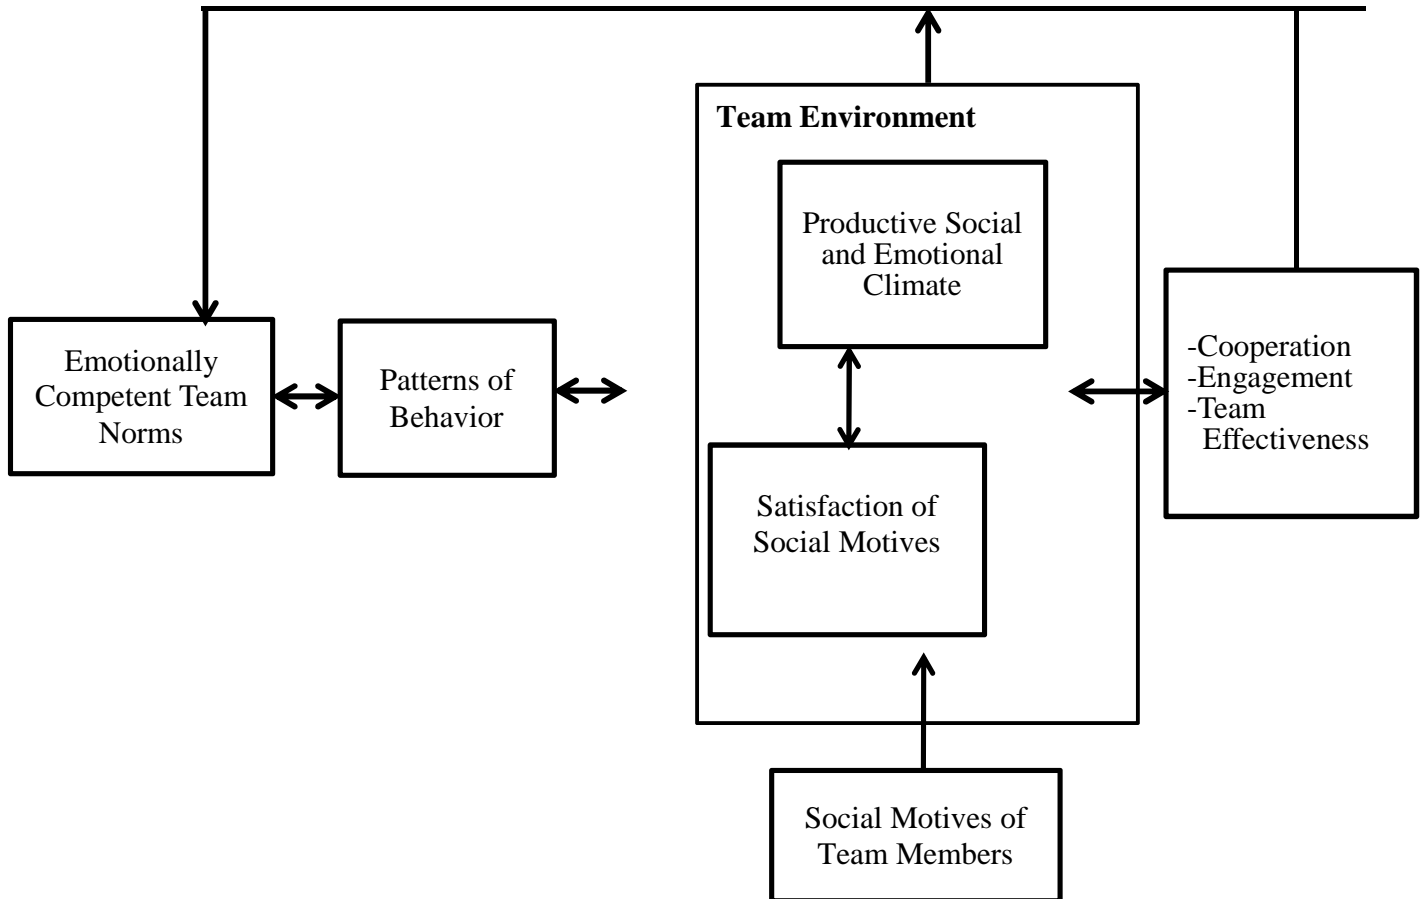 Team Environment
Productive Social
and Emotional
Climate
Emotionally
Competent Team
Norms
Patterns of
Behavior
-Cooperation
-Engagement
-Team
Effectiveness
Satisfaction of
Social Motives
Social Motives of
Team Members